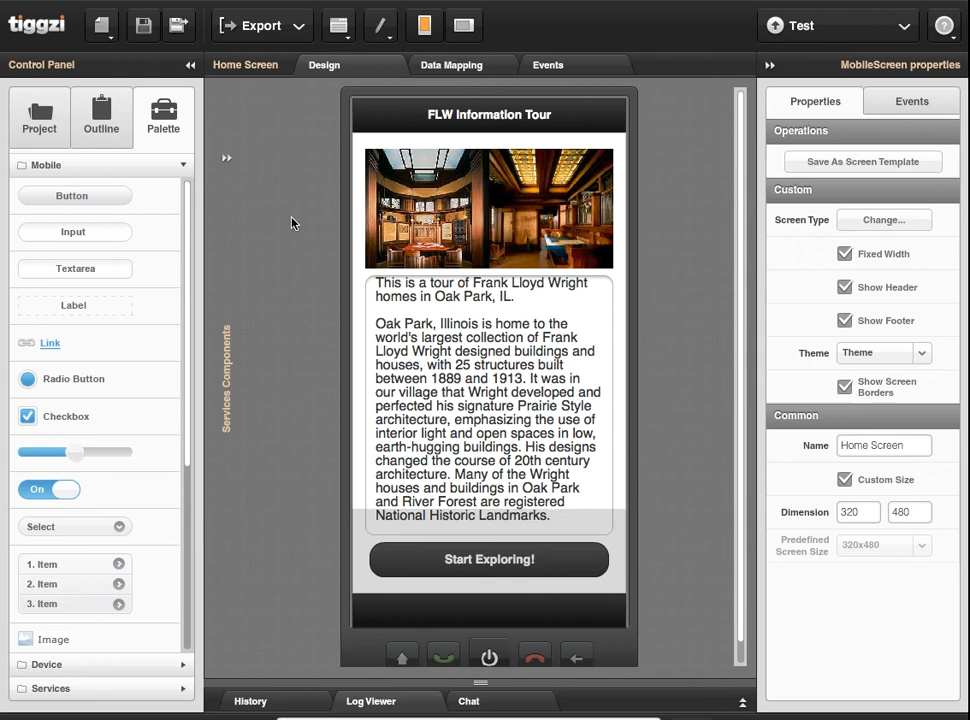 tiggzi
Export
Test
?
Control Panel
Home Screen
Design
Data Mapping
Events
MobileScreen properties
Project
Outline
Palette
Mobile
Button
Input
Textarea
Label
Link
Radio Button
Checkbox
On
Select
1. Item
2. Item
3. Item
Image
Device
Services
Services Components
FLW Information Tour
This is a tour of Frank Lloyd Wright
homes in Oak Park, IL.
Oak Park, Illinois is home to the
world's largest collection of Frank
Lloyd Wright designed buildings and
houses, with 25 structures built
between 1889 and 1913. It was in
our village that Wright developed and
perfected his signature Prairie Style
architecture, emphasizing the use of
interior light and open spaces in low,
earth-hugging buildings. His designs
changed the course of 20th century
architecture. Many of the Wright
houses and buildings in Oak Park
and River Forest are registered
National Historic Landmarks.
Start Exploring!
History
Log Viewer
Chat
Properties
Events
Operations
Save As Screen Template
Custom
Screen Type
Change...
Fixed Width
Show Header
Show Footer
Theme
Theme
Show Screen
Borders
Common
Name
Home Screen
Custom Size
Dimension
320
480
Predefined
Screen Size
320x480